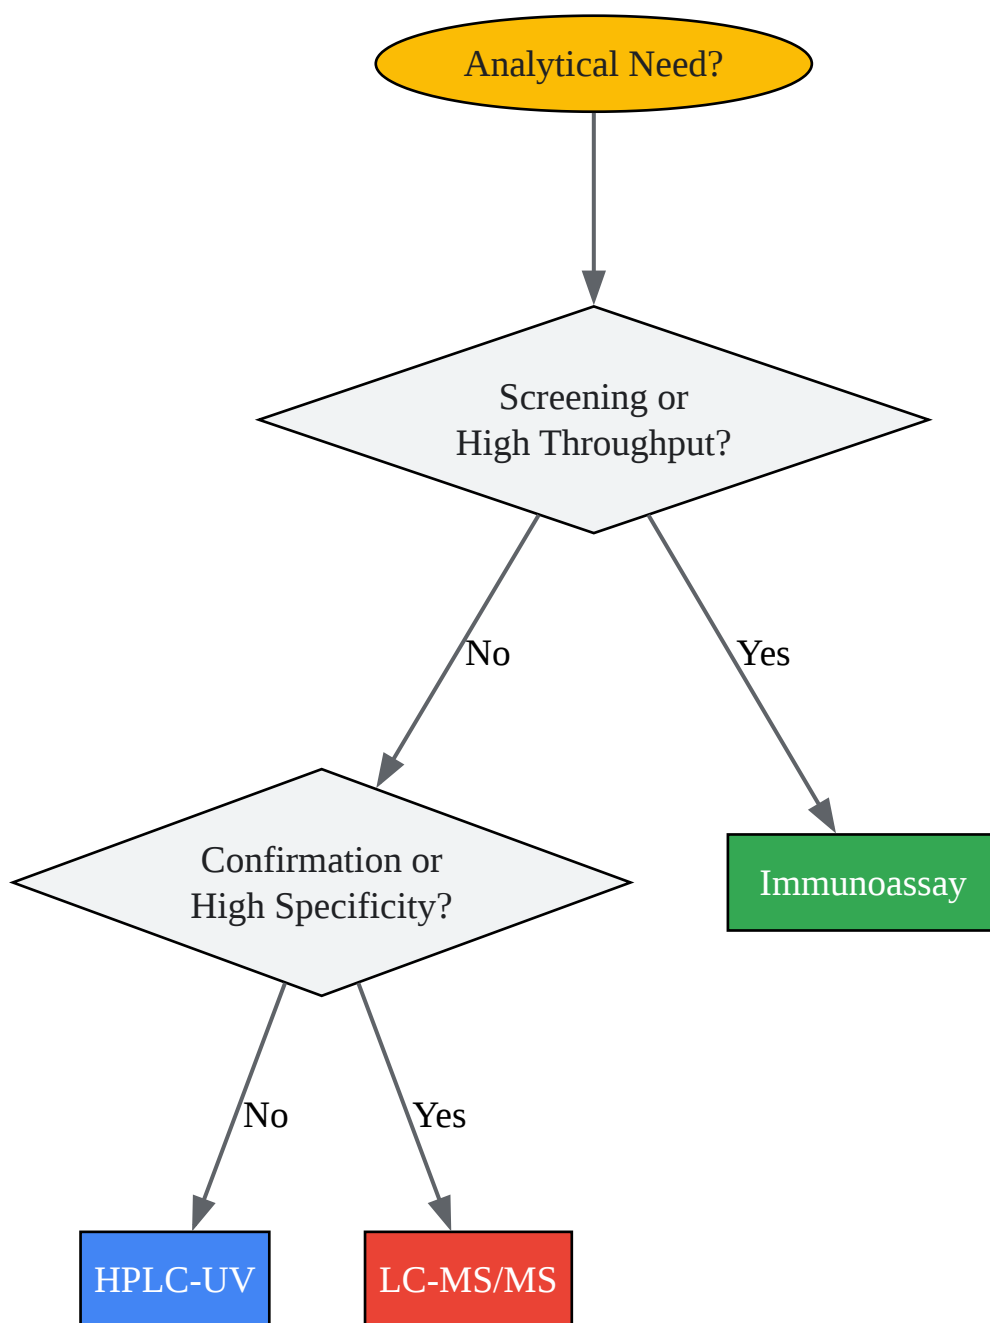 Analytical Need?
Screening or
High Throughput?
No
Yes
Confirmation or
High Specificity?
Immunoassay
No
Yes
HPLC-UV
LC-MS/MS